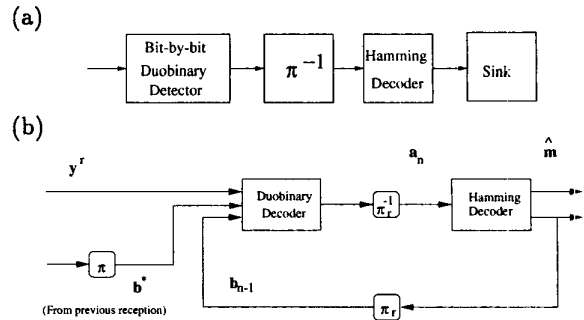 (a)
Bit-by-bit
Duobinary
Detector
π⁻¹
Hamming
Decoder
Sink
(b)
yʳ
aₙ
m̂
Duobinary
Decoder
πᵣ⁻¹
Hamming
Decoder
π
b*
bₙ₋₁
πᵣ
(From previous reception)